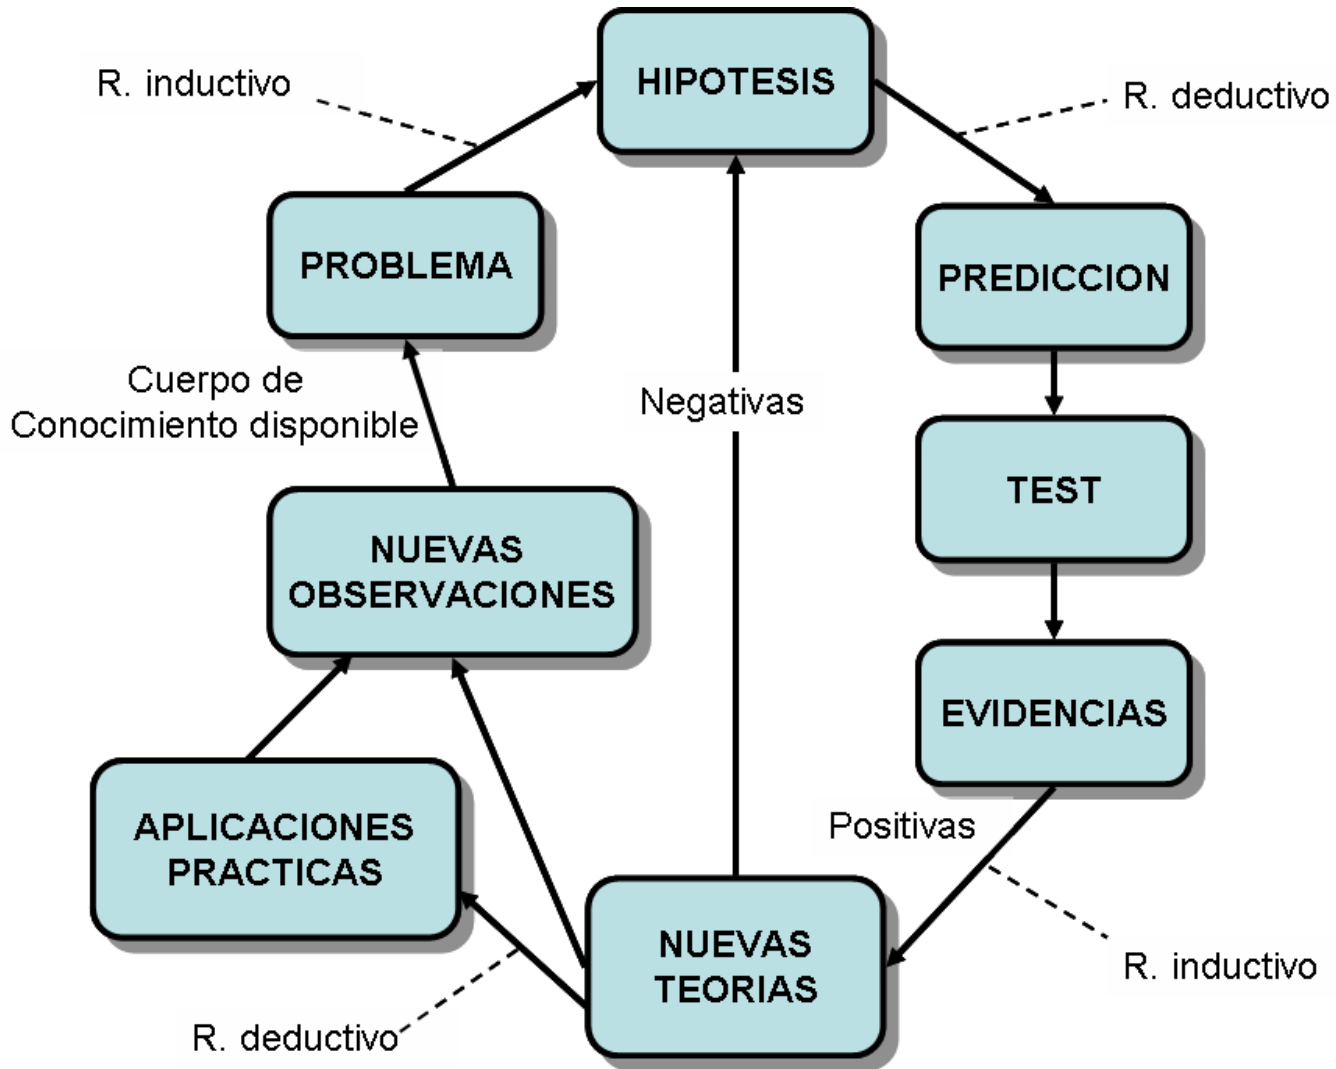 HIPOTESIS
R. inductivo
R. deductivo
PROBLEMA
PREDICCION
Cuerpo de
Conocimiento disponible
Negativas
TEST
NUEVAS
OBSERVACIONES
EVIDENCIAS
Positivas
APLICACIONES
PRACTICAS
NUEVAS
TEORIAS
R. inductivo
R. deductivo